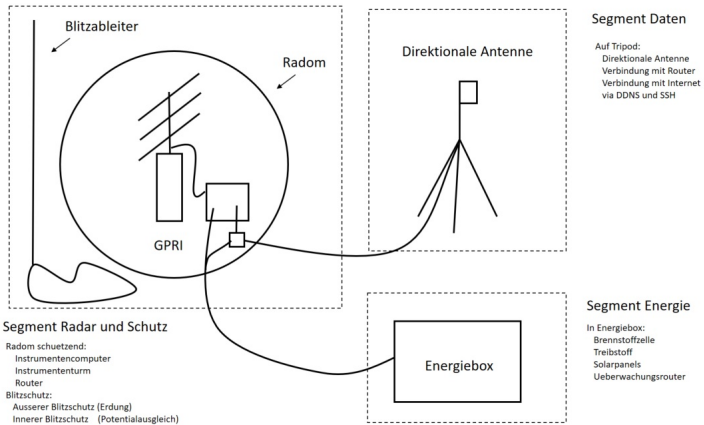 Blitzableiter
Radom
GPRI
Direktionale Antenne
Segment Daten
Auf Tripod:
Direktionale Antenne
Verbindung mit Router
Verbindung mit Internet
via DDNS und SSH
Segment Radar und Schutz
Radom schuetzend:
Instrumentencomputer
Instrumententurm
Router
Blitzschutz:
Ausserer Blitzschutz (Erdung)
Innerer Blitzschutz (Potentialausgleich)
Energiebox
Segment Energie
In Energiebox:
Brennstoffzelle
Treibstoff
Solarpanels
Ueberwachungsrouter